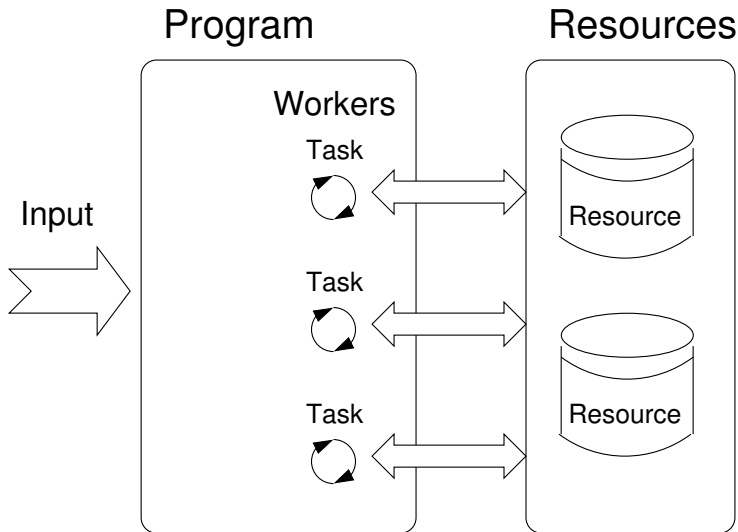 Program
Resources
Workers
Task
Input
Resource
Task
Task
Resource